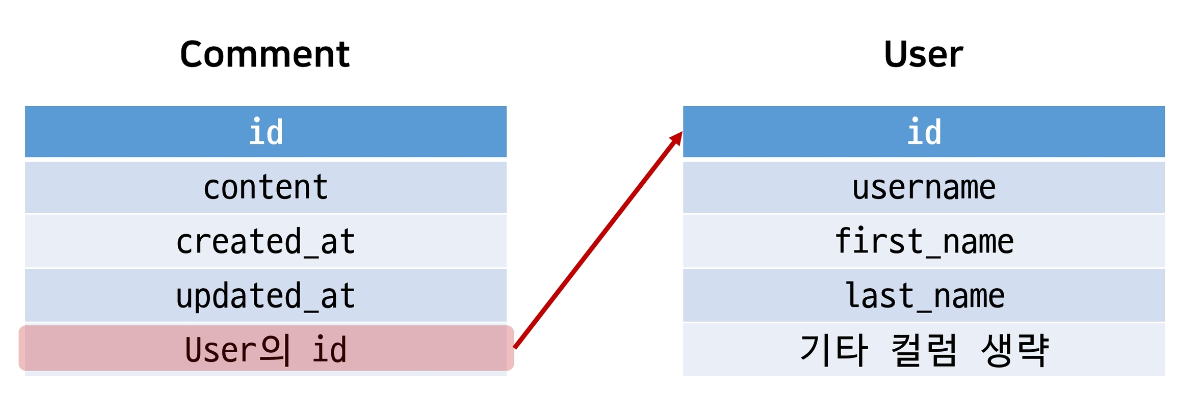 Comment
id
content
created_at
updated_at
User의 id
User
id
username
first_name
last_name
기타 컬럼 생략